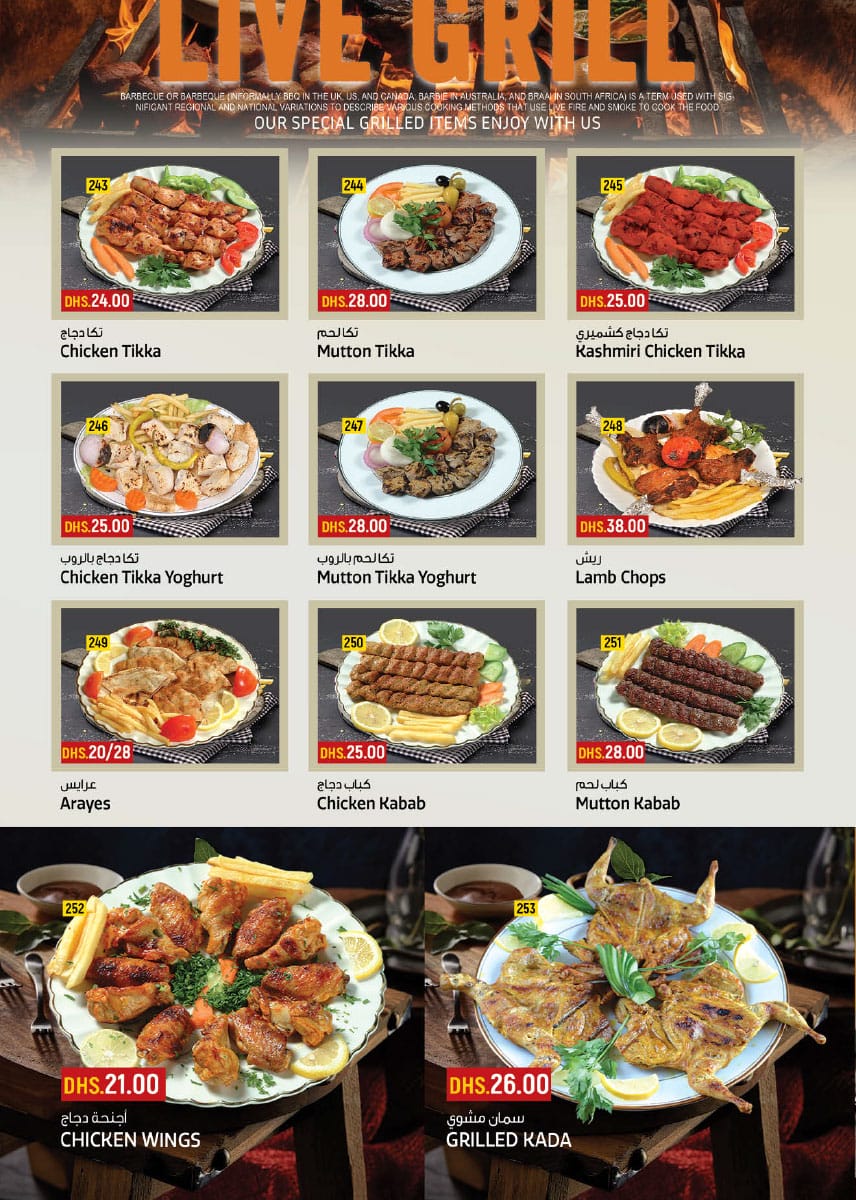 LIVE GRILL
BARBECUE OR BARBEQUE (INFORMALLY BBQ IN THE UK, US, AND CANADA, BARBIE IN AUSTRALIA, AND BRAAI IN SOUTH AFRICA) IS A TERM USED WITH SIG-
NIFICANT REGIONAL AND NATIONAL VARIATIONS TO DESCRIBE VARIOUS COOKING METHODS THAT USE LIVE FIRE AND SMOKE TO COOK THE FOOD
OUR SPECIAL GRILLED ITEMS ENJOY WITH US
243
DHS.24.00
تكا دجاج
Chicken Tikka
244
DHS.28.00
تكا لحم
Mutton Tikka
245
DHS.25.00
تكا دجاج كشميري
Kashmiri Chicken Tikka
246
DHS.25.00
تكا دجاج بالروب
Chicken Tikka Yoghurt
247
DHS.28.00
تكا لحم بالروب
Mutton Tikka Yoghurt
248
DHS.38.00
ريش
Lamb Chops
249
DHS.20/28
عرايس
Arayes
250
DHS.25.00
كباب دجاج
Chicken Kabab
251
DHS.28.00
كباب لحم
Mutton Kabab
252
DHS.21.00
أجنحة دجاج
CHICKEN WINGS
253
DHS.26.00
سمان مشوي
GRILLED KADA